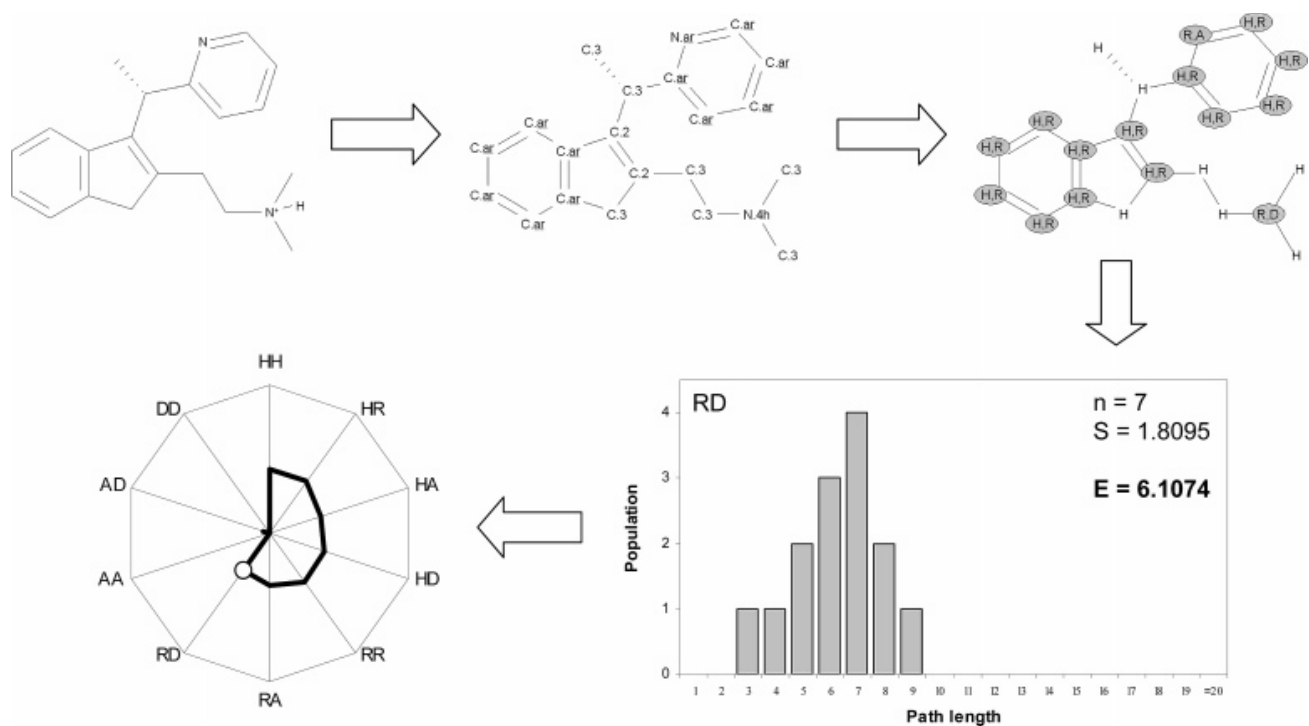 N
N⁺
H
N.ar
C.ar
C.3
C.ar
C.ar
C.3
C.ar
C.ar
C.ar
C.ar
C.2
C.ar
C.2
C.3
C.3
C.ar
C.ar
C.3
C.3
N.4h
C.ar
C.3
H
R,A
H,R
H,R
H,R
H
H,R
H,R
H,R
H,R
H,R
H,R
H,R
H
H
H,R
H,R
H
H
R,D
H,R
H
HH
DD
HR
AD
HA
AA
HD
RD
RR
RA
RD
n = 7
S = 1.8095
E = 6.1074
Population
4
3
2
1
0
1 2 3 4 5 6 7 8 9 10 11 12 13 14 15 16 17 18 19 =20
Path length